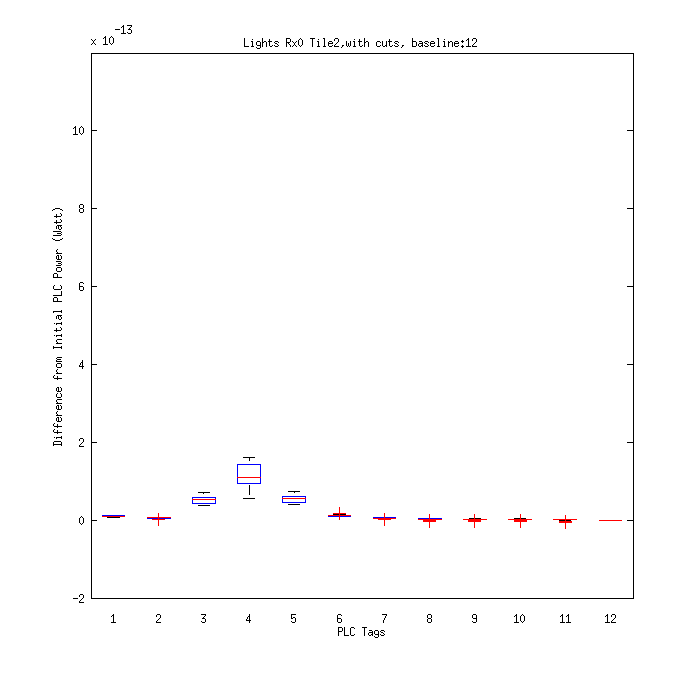 -13
x 10
Lights Rx0 Tile2,with cuts, baseline:12
10
8
6
4
2
0
-2
Difference from Initial PLC Power (Watt)
1 2 3 4 5 6 7 8 9 10 11 12
PLC Tags